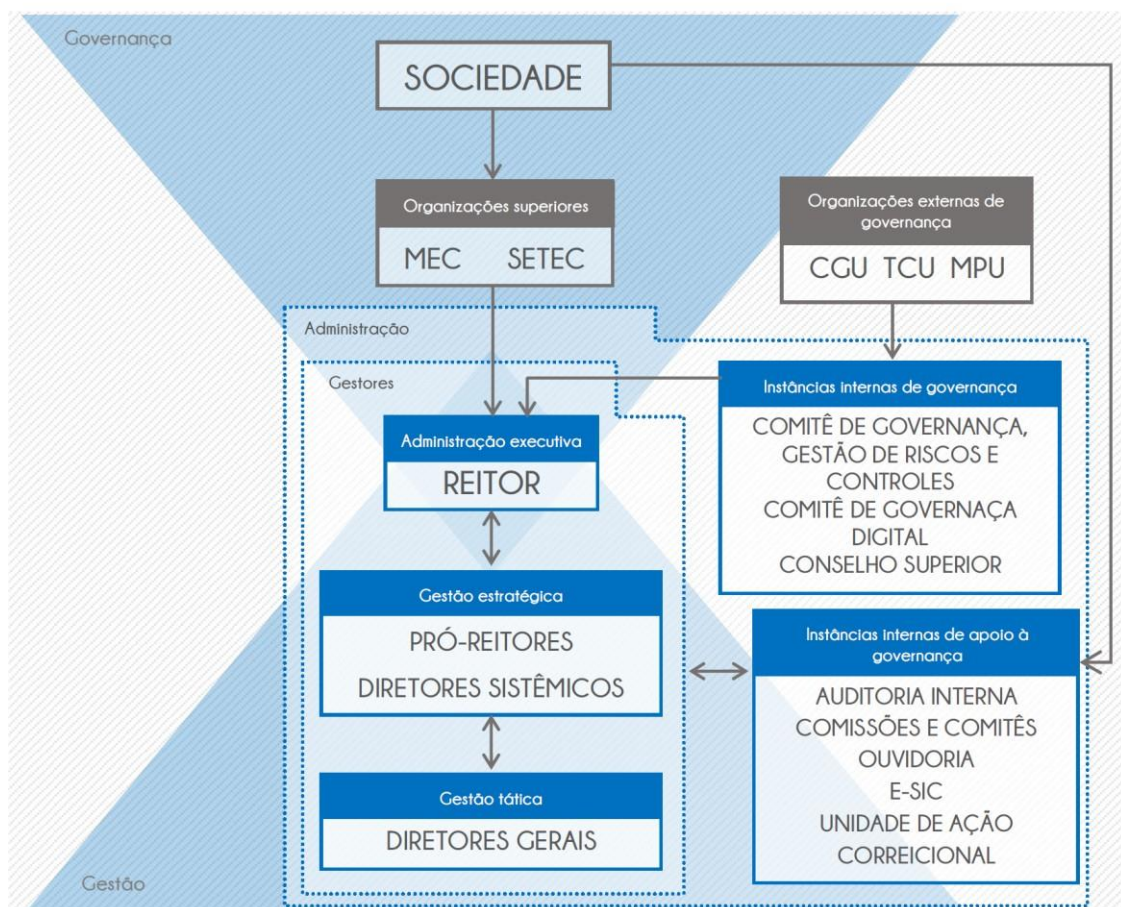 Governança
SOCIEDADE
Organizações superiores
MEC SETEC
Organizações externas de
governança
CGU TCU MPU
Administração
Gestores
Administração executiva
REITOR
Instâncias internas de governança
COMITÊ DE GOVERNANÇA,
GESTÃO DE RISCOS E
CONTROLES
COMITÊ DE GOVERNAÇA
DIGITAL
CONSELHO SUPERIOR
Gestão estratégica
PRÓ-REITORES
DIRETORES SISTÊMICOS
Instâncias internas de apoio à
governança
AUDITORIA INTERNA
COMISSÕES E COMITÊS
OUVIDORIA
E-SIC
UNIDADE DE AÇÃO
CORREICIONAL
Gestão tática
DIRETORES GERAIS
Gestão